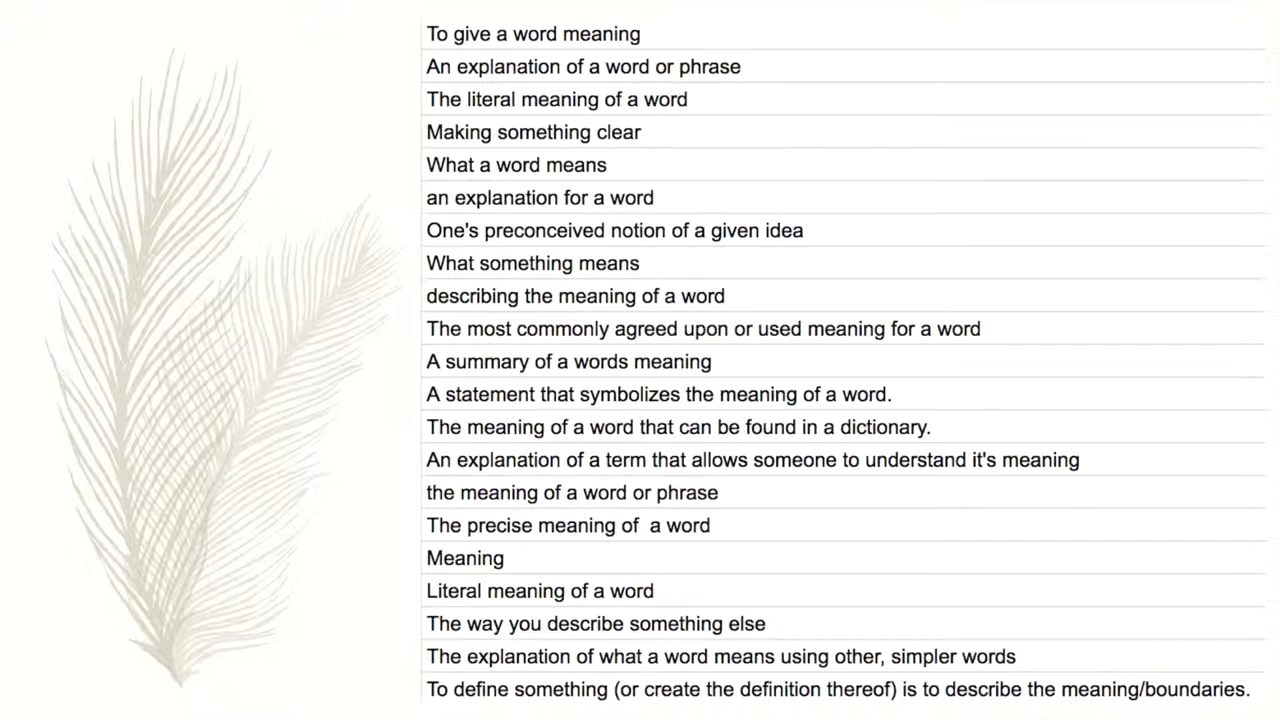 To give a word meaning
An explanation of a word or phrase
The literal meaning of a word
Making something clear
What a word means
an explanation for a word
One's preconceived notion of a given idea
What something means
describing the meaning of a word
The most commonly agreed upon or used meaning for a word
A summary of a words meaning
A statement that symbolizes the meaning of a word.
The meaning of a word that can be found in a dictionary.
An explanation of a term that allows someone to understand it's meaning
the meaning of a word or phrase
The precise meaning of  a word
Meaning
Literal meaning of a word
The way you describe something else
The explanation of what a word means using other, simpler words
To define something (or create the definition thereof) is to describe the meaning/boundaries.